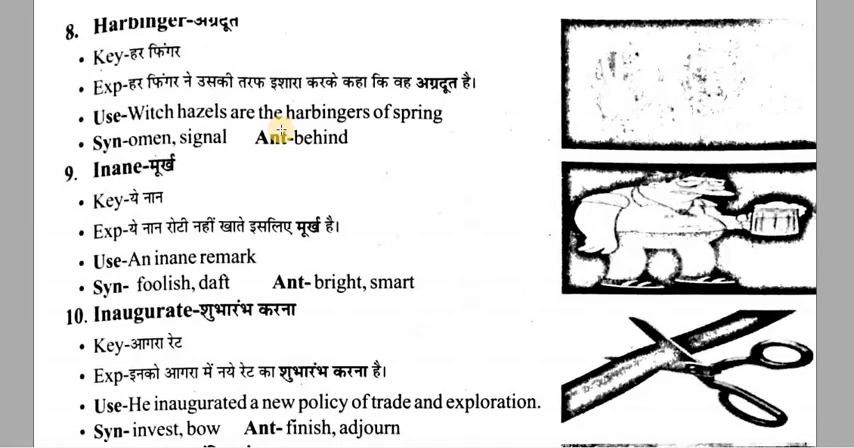 8. Harbinger-अग्रदूत
• Key-हर फिंगर
• Exp-हर फिंगर ने उसकी तरफ इशारा करके कहा कि वह अग्रदूत है।
• Use-Witch hazels are the harbingers of spring
• Syn-omen, signal Ant-behind
9. Inane-मूर्ख
• Key-ये नान
• Exp-ये नान रोटी नहीं खाते इसलिए मूर्ख है।
• Use-An inane remark
• Syn- foolish, daft Ant- bright, smart
10. Inaugurate-शुभारंभ करना
• Key-आगरा रेट
• Exp-इनको आगरा में नये रेट का शुभारंभ करना है।
• Use-He inaugurated a new policy of trade and exploration.
• Syn- invest, bow Ant- finish, adjourn